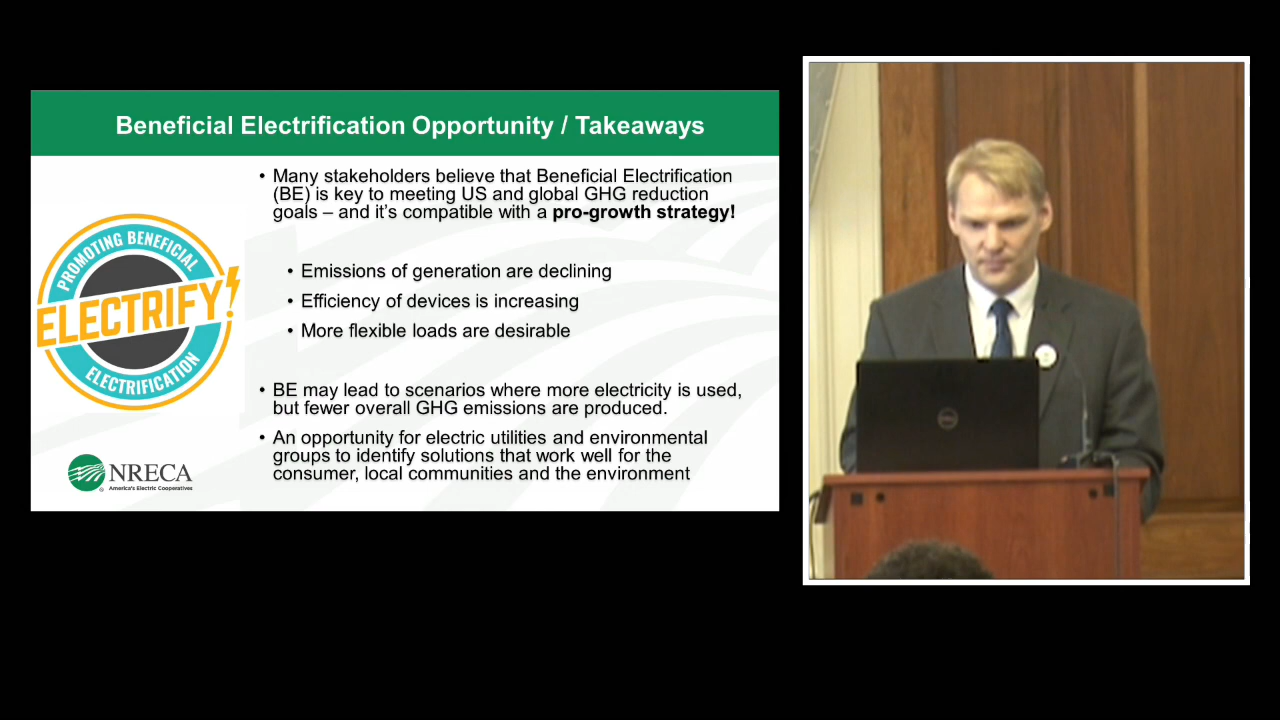 Beneficial Electrification Opportunity / Takeaways
• Many stakeholders believe that Beneficial Electrification
(BE) is key to meeting US and global GHG reduction
goals – and it's compatible with a pro-growth strategy!
• Emissions of generation are declining
• Efficiency of devices is increasing
• More flexible loads are desirable
• BE may lead to scenarios where more electricity is used,
but fewer overall GHG emissions are produced.
• An opportunity for electric utilities and environmental
groups to identify solutions that work well for the
consumer, local communities and the environment
PROMOTING BENEFICIAL
ELECTRIFY!
ELECTRIFICATION
NRECA
America's Electric Cooperatives
DELL